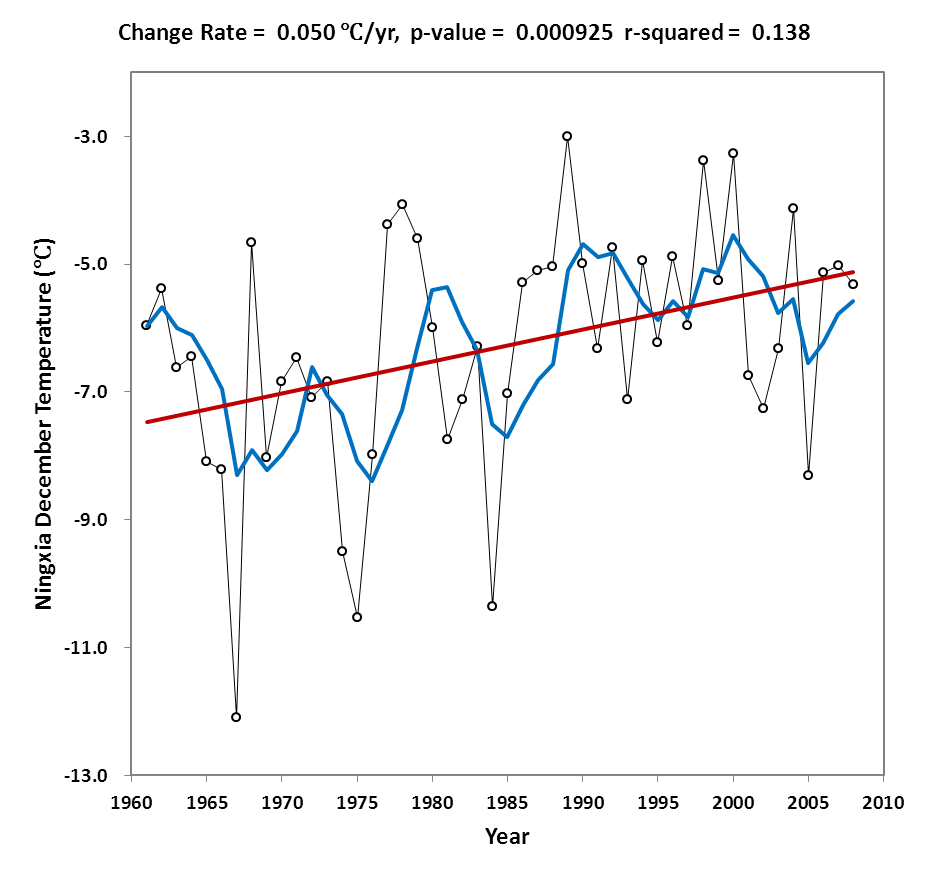 Change Rate = 0.050 ℃/yr, p-value = 0.000925 r-squared = 0.138
-3.0
-5.0
-7.0
-9.0
-11.0
-13.0
Ningxia December Temperature (℃)
1960 1965 1970 1975 1980 1985 1990 1995 2000 2005 2010
Year